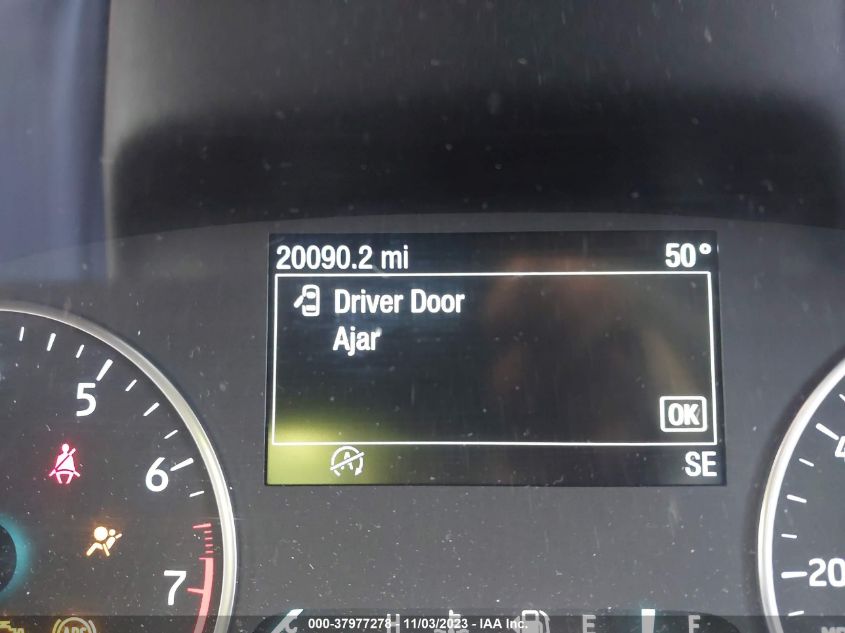 20090.2 mi 50°
Driver Door
Ajar
OK
SE
5
6
7
20
H E F
000-37977278 - 11/03/2023 - IAA Inc.